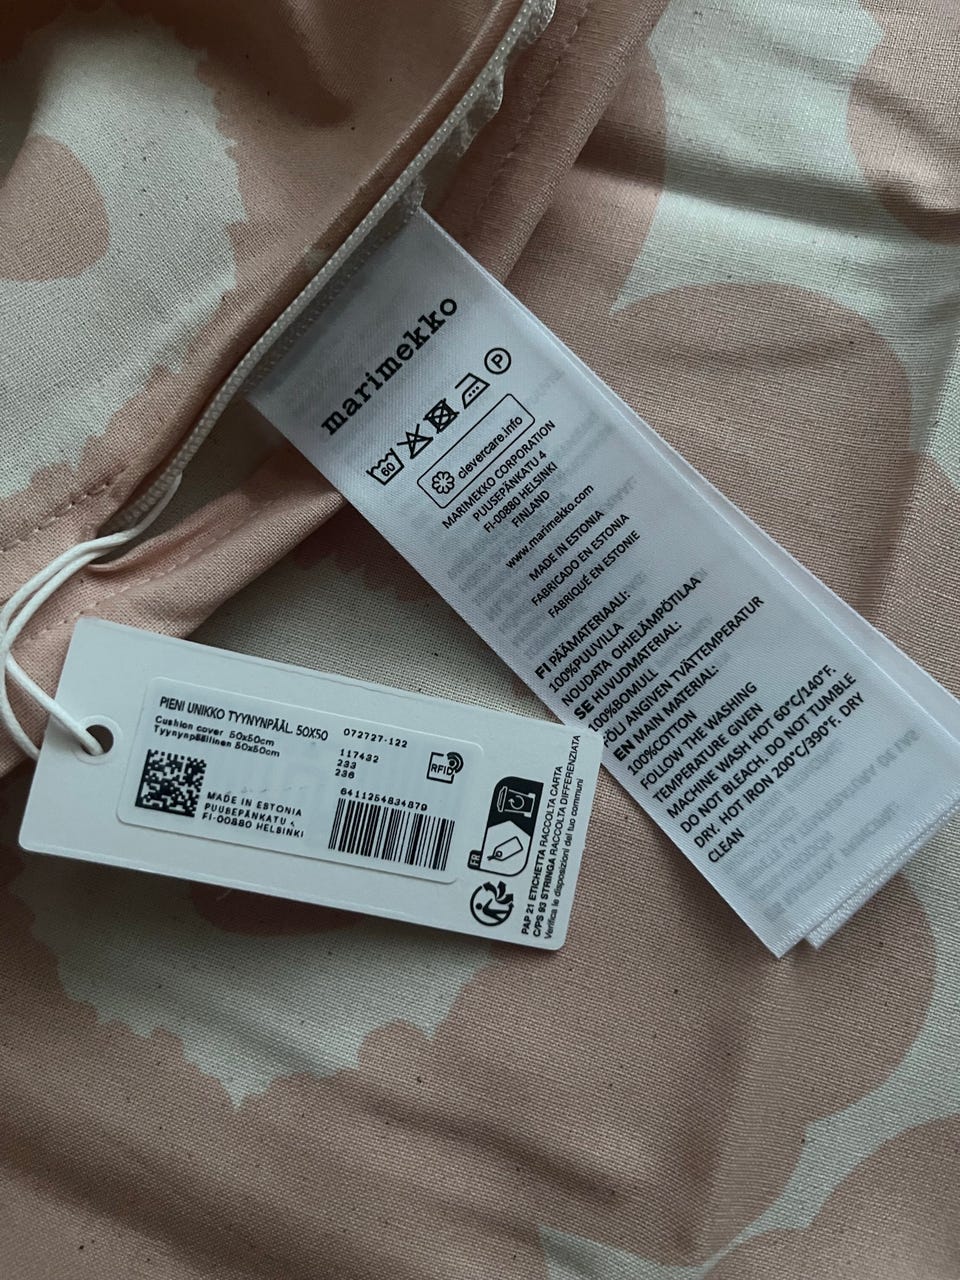 marimekko
60
P
clevercare.info
MARIMEKKO CORPORATION
PUUSEPÄNKATU 4
FI-00880 HELSINKI
FINLAND
www.marimekko.com
MADE IN ESTONIA
FABRICADO EN ESTONIA
FABRIQUÉ EN ESTONIE
FI PÄÄMATERIAALI:
100%PUUVILLA
NOUDATA OHJELÄMPÖTILAA
SE HUVUDMATERIAL:
100%BOMULL
FÖLJ ANGIVEN TVÄTTEMPERATUR
EN MAIN MATERIAL:
100%COTTON
FOLLOW THE WASHING
TEMPERATURE GIVEN
MACHINE WASH HOT 60°C/140°F.
DO NOT BLEACH. DO NOT TUMBLE
DRY. HOT IRON 200°C/390°F. DRY
CLEAN
PIENI UNIKKO TYYNYNPÄÄL. 50X50
Cushion cover 50x50cm
Tyynynpäällinen 50x50cm
072727-122
117432
233
236
RFID
MADE IN ESTONIA
PUUSEPÄNKATU 4
FI-00880 HELSINKI
6411254834879
FR
PAP 21 ETICHETTA RACCOLTA CARTA
C/PS 93 STRINGA RACCOLTA DIFFERENZIATA
Verifica le disposizioni del tuo comune